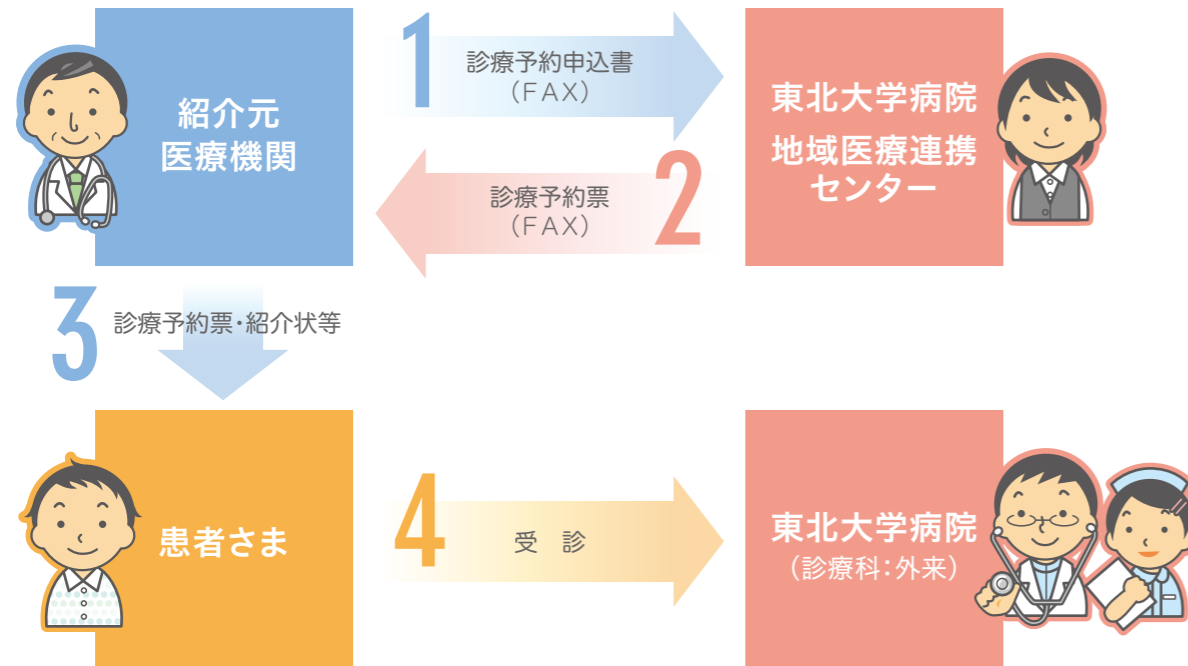 紹介元
医療機関
1
診療予約申込書
（FAX）
東北大学病院
地域医療連携
センター
2
診療予約票
（FAX）
3
診療予約票・紹介状等
患者さま
4
受 診
東北大学病院
（診療科：外来）